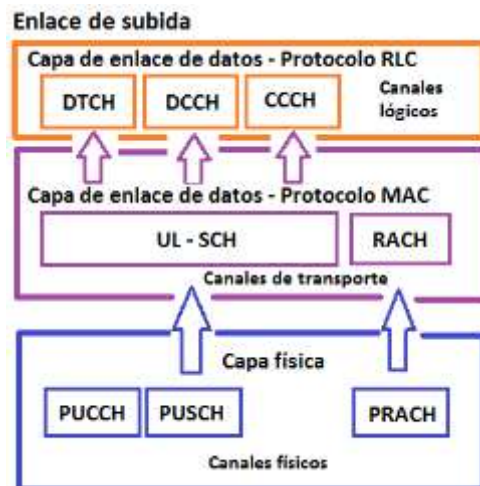 Enlace de subida
Capa de enlace de datos - Protocolo RLC
DTCH DCCH CCCH Canales
lógicos
Capa de enlace de datos - Protocolo MAC
UL - SCH RACH
Canales de transporte
Capa física
PUCCH PUSCH PRACH
Canales físicos